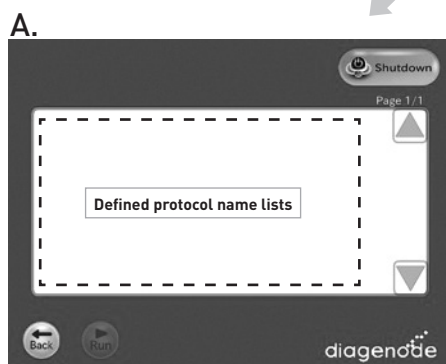 A.
Shutdown
Page 1/1
Defined protocol name lists
Back
Run
diagenode